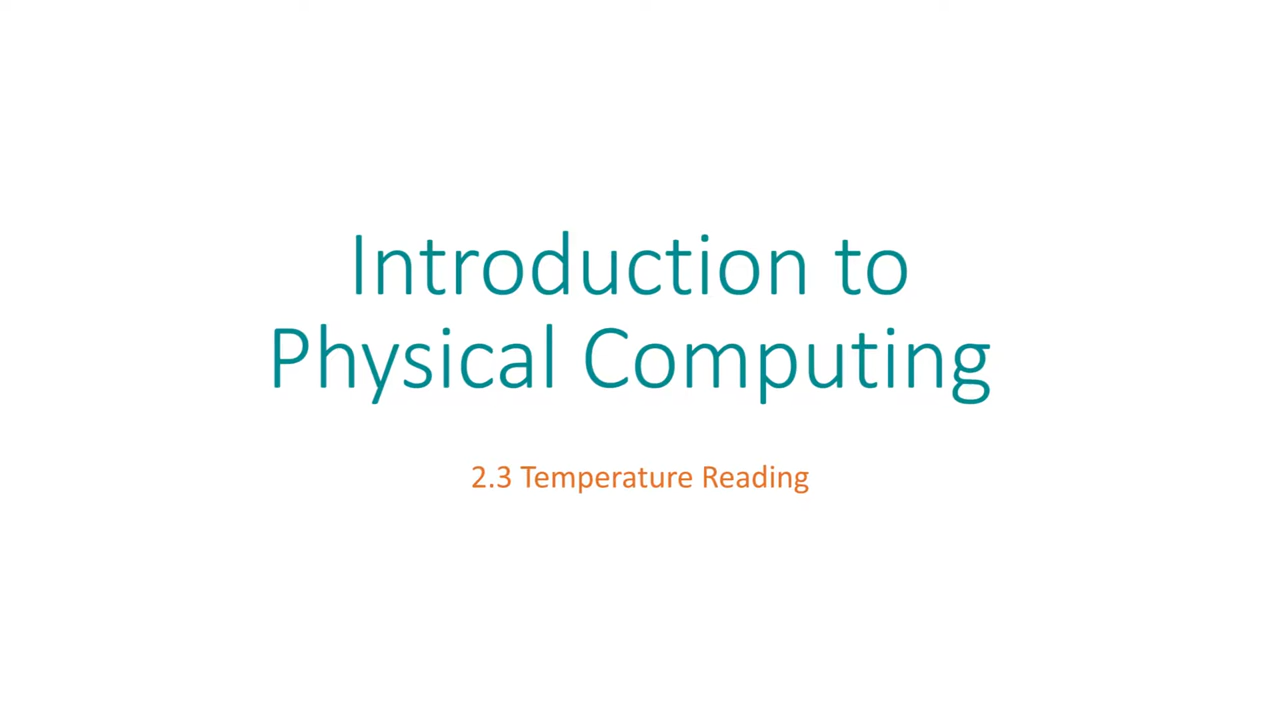 Introduction to
Physical Computing
2.3 Temperature Reading